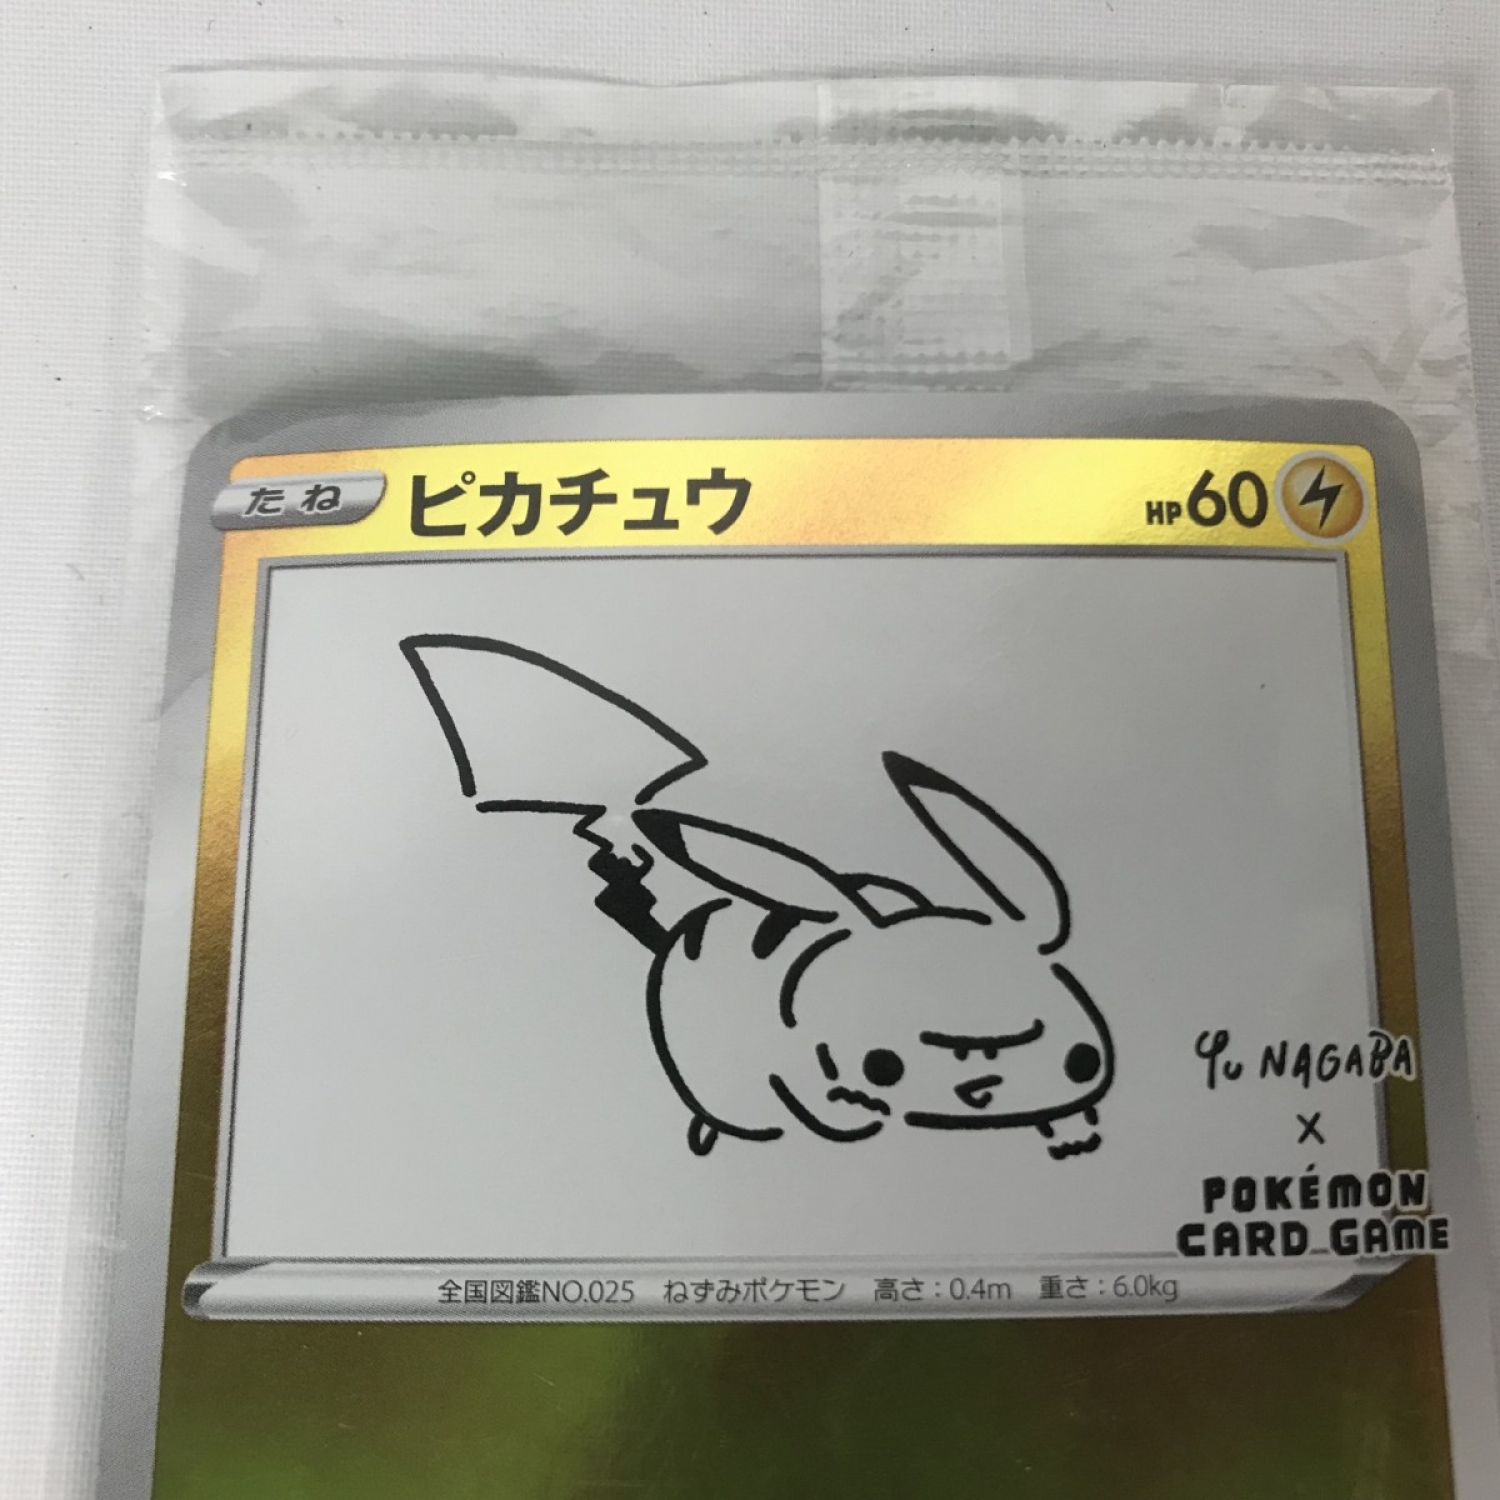 たね ピカチュウ HP60
Yu NAGABA
×
POKÉMON
CARD GAME
全国図鑑NO.025 ねずみポケモン 高さ:0.4m 重さ:6.0kg